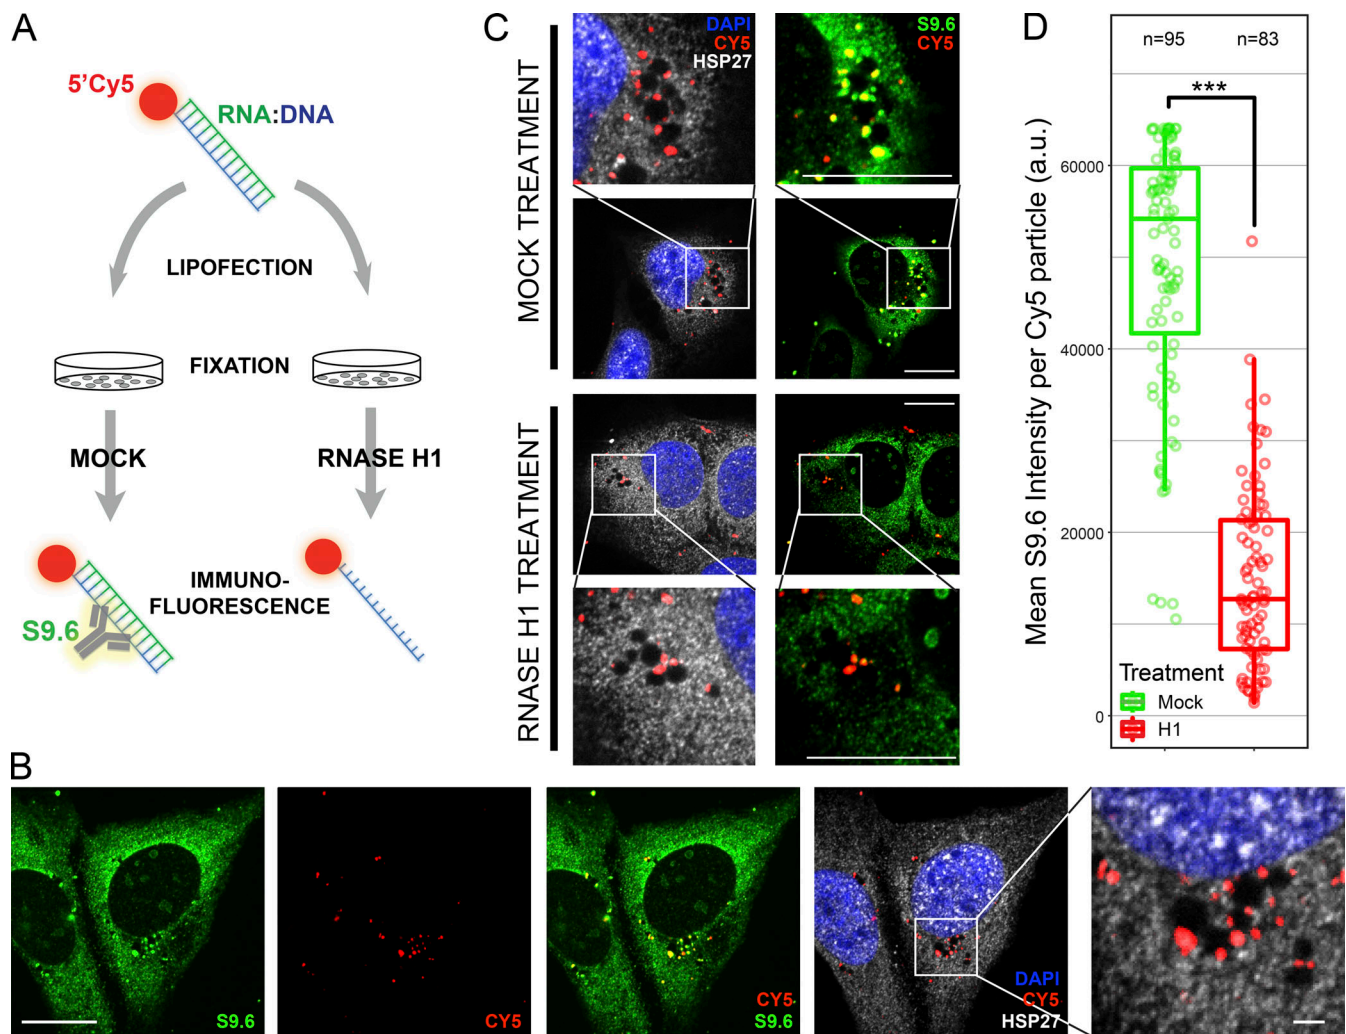 A
5'Cy5
RNA:DNA
LIPOFECTION
FIXATION
MOCK
RNASE H1
IMMUNO-
FLUORESCENCE
S9.6
C
MOCK TREATMENT
DAPI
CY5
HSP27
S9.6
CY5
RNASE H1 TREATMENT
D
n=95
n=83
***
Mean S9.6 Intensity per Cy5 particle (a.u.)
60000
40000
20000
0
Treatment
Mock
H1
B
S9.6
CY5
CY5
S9.6
DAPI
CY5
HSP27